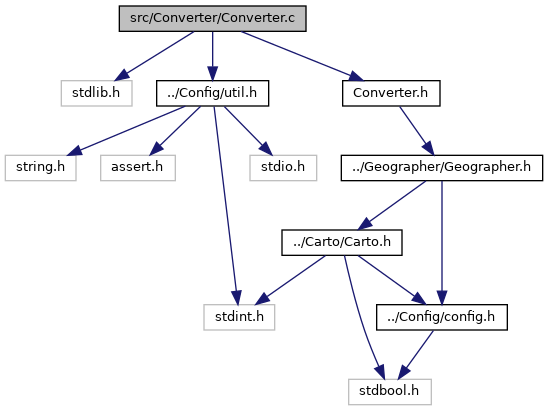 src/Converter/Converter.c
stdlib.h
../Config/util.h
Converter.h
string.h
assert.h
stdio.h
../Geographer/Geographer.h
../Carto/Carto.h
stdint.h
../Config/config.h
stdbool.h